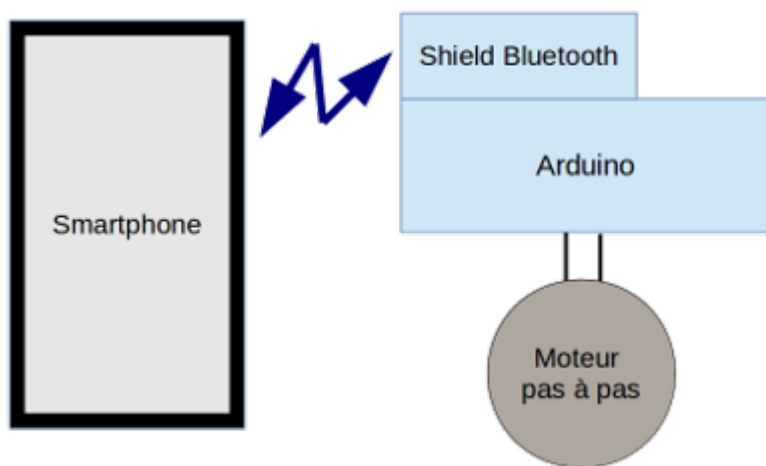 Shield Bluetooth
Arduino
Smartphone
Moteur
pas à pas